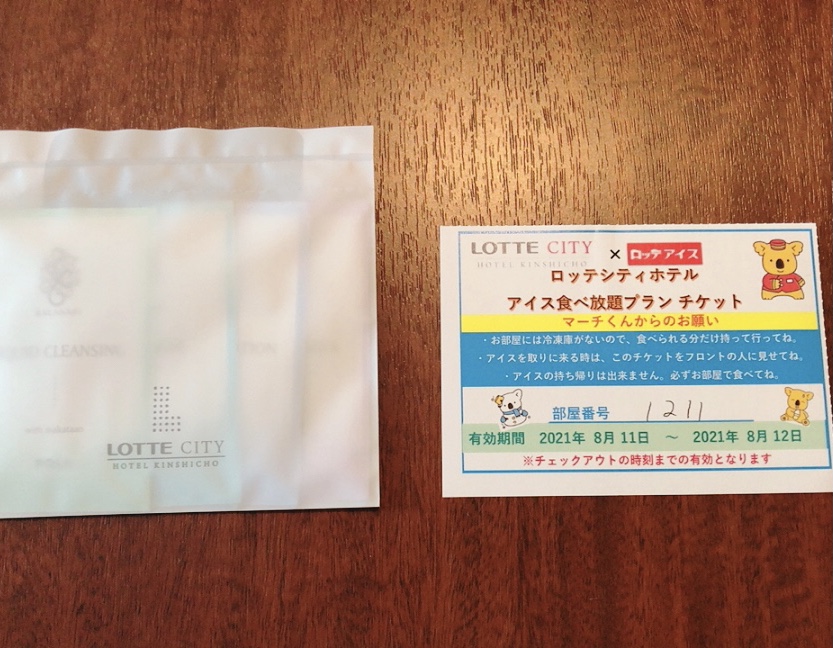 CLEANSING
LOTTE CITY
HOTEL KINSHICHO
LOTTE CITY × ロッテ アイス
HOTEL KINSHICHO
ロッテシティホテル
アイス食べ放題プラン チケット
マーチくんからのお願い
・お部屋には冷凍庫がないので、食べられる分だけ持って行ってね。
・アイスを取りに来る時は、このチケットをフロントの人に見せてね。
・アイスの持ち帰りは出来ません。必ずお部屋で食べてね。
部屋番号 1211
有効期間 2021年 8月11日 ～ 2021年 8月12日
※チェックアウトの時刻までの有効となります